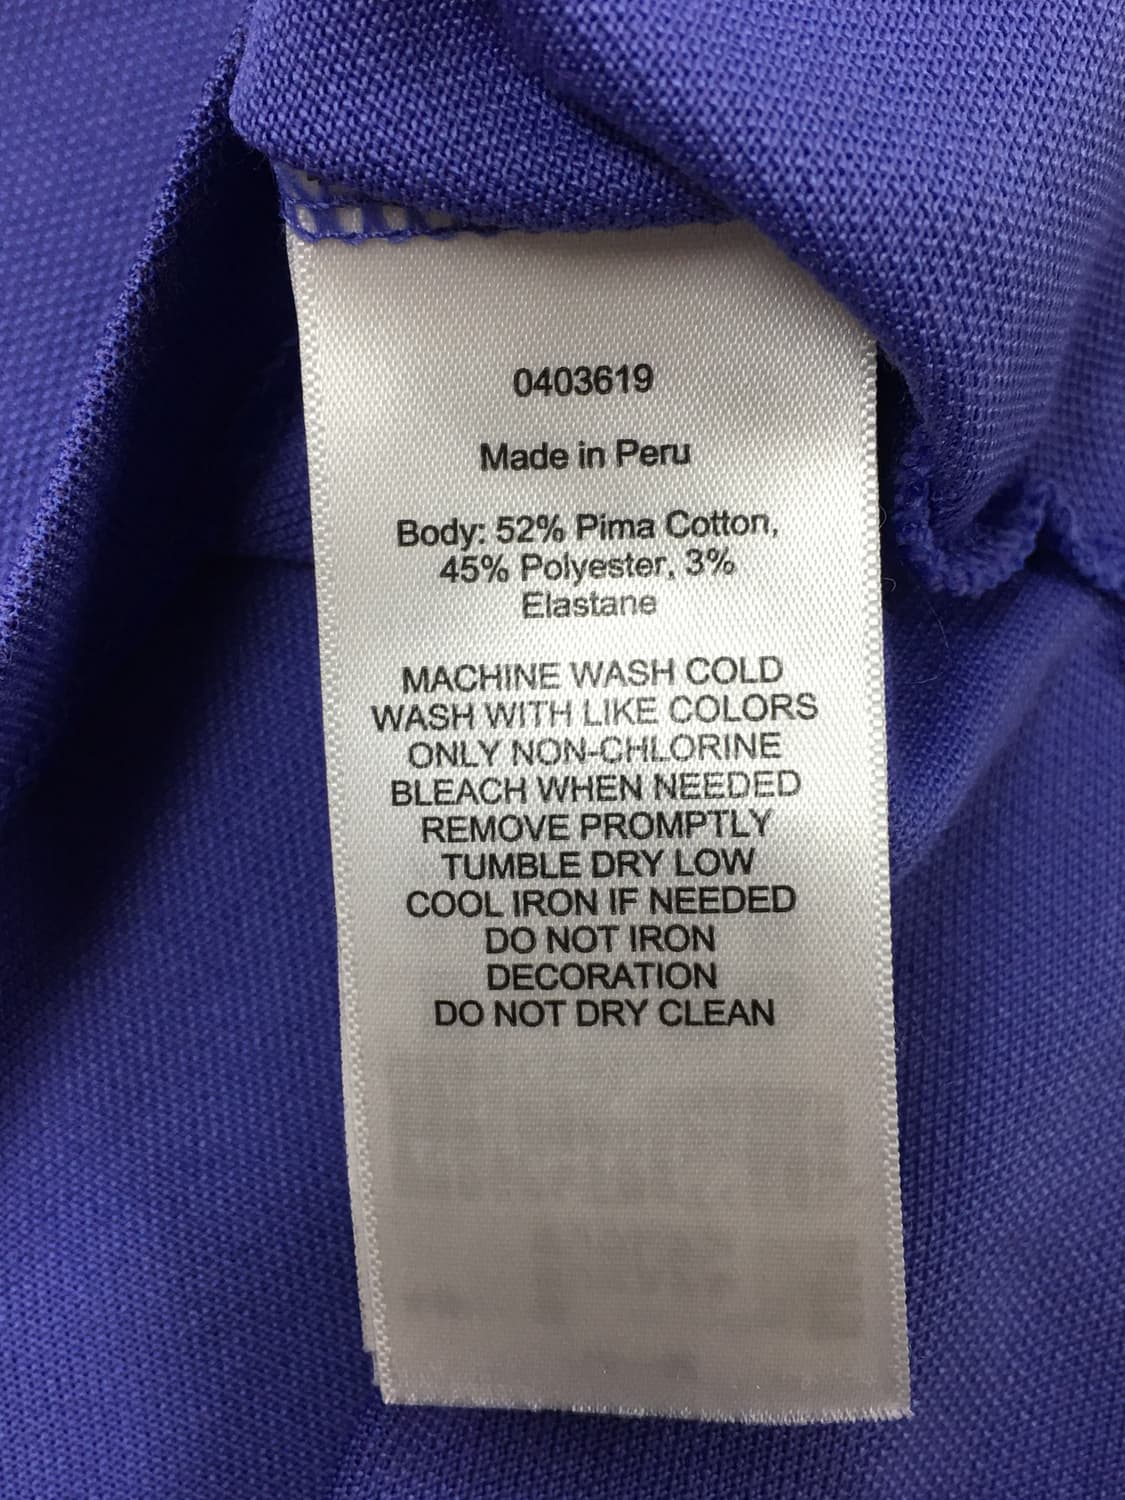 0403619
Made in Peru
Body: 52% Pima Cotton,
45% Polyester, 3%
Elastane
MACHINE WASH COLD
WASH WITH LIKE COLORS
ONLY NON-CHLORINE
BLEACH WHEN NEEDED
REMOVE PROMPTLY
TUMBLE DRY LOW
COOL IRON IF NEEDED
DO NOT IRON
DECORATION
DO NOT DRY CLEAN